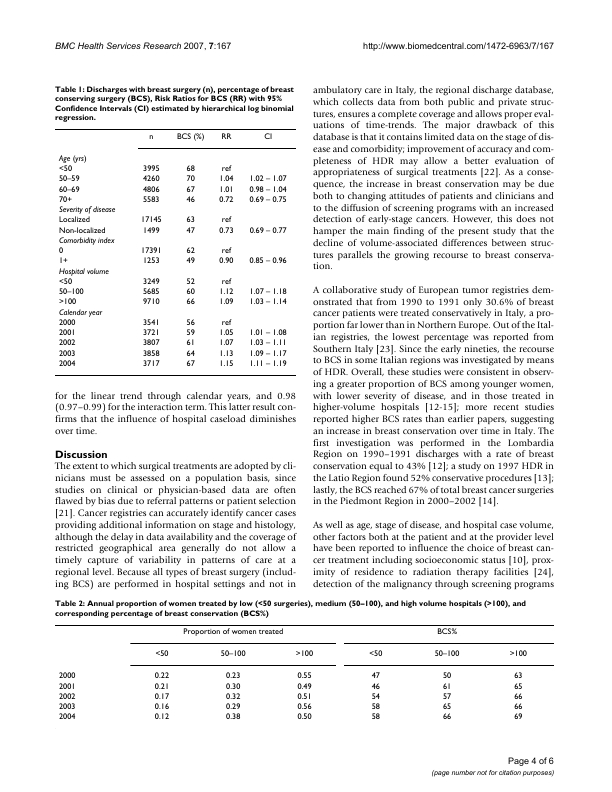 BMC Health Services Research 2007, 7:167
http://www.biomedcentral.com/1472-6963/7/167
Table 1: Discharges with breast surgery (n), percentage of breast
conserving surgery (BCS), Risk Ratios for BCS (RR) with 95%
Confidence Intervals (CI) estimated by hierarchical log binomial
regression.
n BCS (%) RR CI
Age (yrs)
<50 3995 68 ref
50–59 4260 70 1.04 1.02 – 1.07
60–69 4806 67 1.01 0.98 – 1.04
70+ 5583 46 0.72 0.69 – 0.75
Severity of disease
Localized 17145 63 ref
Non-localized 1499 47 0.73 0.69 – 0.77
Comorbidity index
0 17391 62 ref
1+ 1253 49 0.90 0.85 – 0.96
Hospital volume
<50 3249 52 ref
50–100 5685 60 1.12 1.07 – 1.18
>100 9710 66 1.09 1.03 – 1.14
Calendar year
2000 3541 56 ref
2001 3721 59 1.05 1.01 – 1.08
2002 3807 61 1.07 1.03 – 1.11
2003 3858 64 1.13 1.09 – 1.17
2004 3717 67 1.15 1.11 – 1.19
for the linear trend through calendar years, and 0.98
(0.97–0.99) for the interaction term. This latter result con-
firms that the influence of hospital caseload diminishes
over time.
Discussion
The extent to which surgical treatments are adopted by cli-
nicians must be assessed on a population basis, since
studies on clinical or physician-based data are often
flawed by bias due to referral patterns or patient selection
[21]. Cancer registries can accurately identify cancer cases
providing additional information on stage and histology,
although the delay in data availability and the coverage of
restricted geographical area generally do not allow a
timely capture of variability in patterns of care at a
regional level. Because all types of breast surgery (includ-
ing BCS) are performed in hospital settings and not in
ambulatory care in Italy, the regional discharge database,
which collects data from both public and private struc-
tures, ensures a complete coverage and allows proper eval-
uations of time-trends. The major drawback of this
database is that it contains limited data on the stage of dis-
ease and comorbidity; improvement of accuracy and com-
pleteness of HDR may allow a better evaluation of
appropriateness of surgical treatments [22]. As a conse-
quence, the increase in breast conservation may be due
both to changing attitudes of patients and clinicians and
to the diffusion of screening programs with an increased
detection of early-stage cancers. However, this does not
hamper the main finding of the present study that the
decline of volume-associated differences between struc-
tures parallels the growing recourse to breast conserva-
tion.
A collaborative study of European tumor registries dem-
onstrated that from 1990 to 1991 only 30.6% of breast
cancer patients were treated conservatively in Italy, a pro-
portion far lower than in Northern Europe. Out of the Ital-
ian registries, the lowest percentage was reported from
Southern Italy [23]. Since the early nineties, the recourse
to BCS in some Italian regions was investigated by means
of HDR. Overall, these studies were consistent in observ-
ing a greater proportion of BCS among younger women,
with lower severity of disease, and in those treated in
higher-volume hospitals [12-15]; more recent studies
reported higher BCS rates than earlier papers, suggesting
an increase in breast conservation over time in Italy. The
first investigation was performed in the Lombardia
Region on 1990–1991 discharges with a rate of breast
conservation equal to 43% [12]; a study on 1997 HDR in
the Latio Region found 52% conservative procedures [13];
lastly, the BCS reached 67% of total breast cancer surgeries
in the Piedmont Region in 2000–2002 [14].
As well as age, stage of disease, and hospital case volume,
other factors both at the patient and at the provider level
have been reported to influence the choice of breast can-
cer treatment including socioeconomic status [10], prox-
imity of residence to radiation therapy facilities [24],
detection of the malignancy through screening programs
Table 2: Annual proportion of women treated by low (<50 surgeries), medium (50–100), and high volume hospitals (>100), and
corresponding percentage of breast conservation (BCS%)
Proportion of women treated BCS%
<50 50–100 >100 <50 50–100 >100
2000 0.22 0.23 0.55 47 50 63
2001 0.21 0.30 0.49 46 61 65
2002 0.17 0.32 0.51 54 57 66
2003 0.16 0.29 0.56 58 65 66
2004 0.12 0.38 0.50 58 66 69
Page 4 of 6
(page number not for citation purposes)